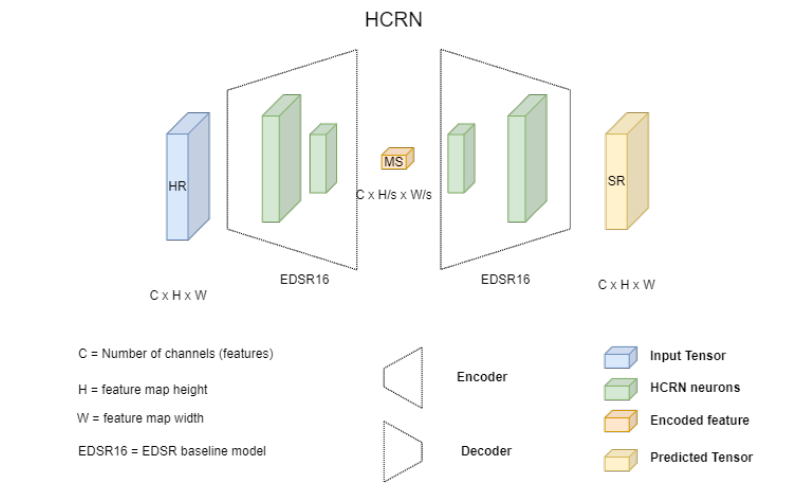 HCRN
HR
MS
SR
C x H/s x W/s
EDSR16
EDSR16
C x H x W
C x H x W
C = Number of channels (features)
H = feature map height
W = feature map width
EDSR16 = EDSR baseline model
Encoder
Decoder
Input Tensor
HCRN neurons
Encoded feature
Predicted Tensor